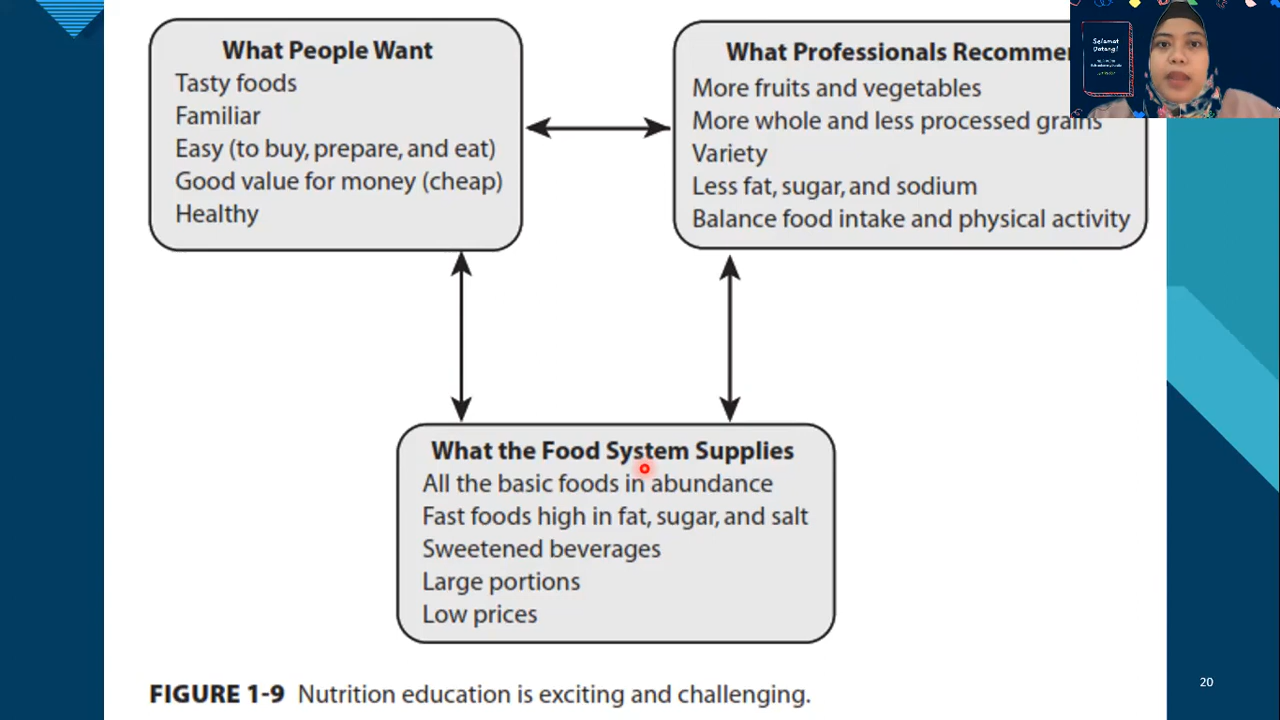 What People Want
Tasty foods
Familiar
Easy (to buy, prepare, and eat)
Good value for money (cheap)
Healthy
What Professionals Recommen
More fruits and vegetables
More whole and less processed grains
Variety
Less fat, sugar, and sodium
Balance food intake and physical activity
Selamat
Datang!
What the Food System Supplies
All the basic foods in abundance
Fast foods high in fat, sugar, and salt
Sweetened beverages
Large portions
Low prices
FIGURE 1-9 Nutrition education is exciting and challenging.
20